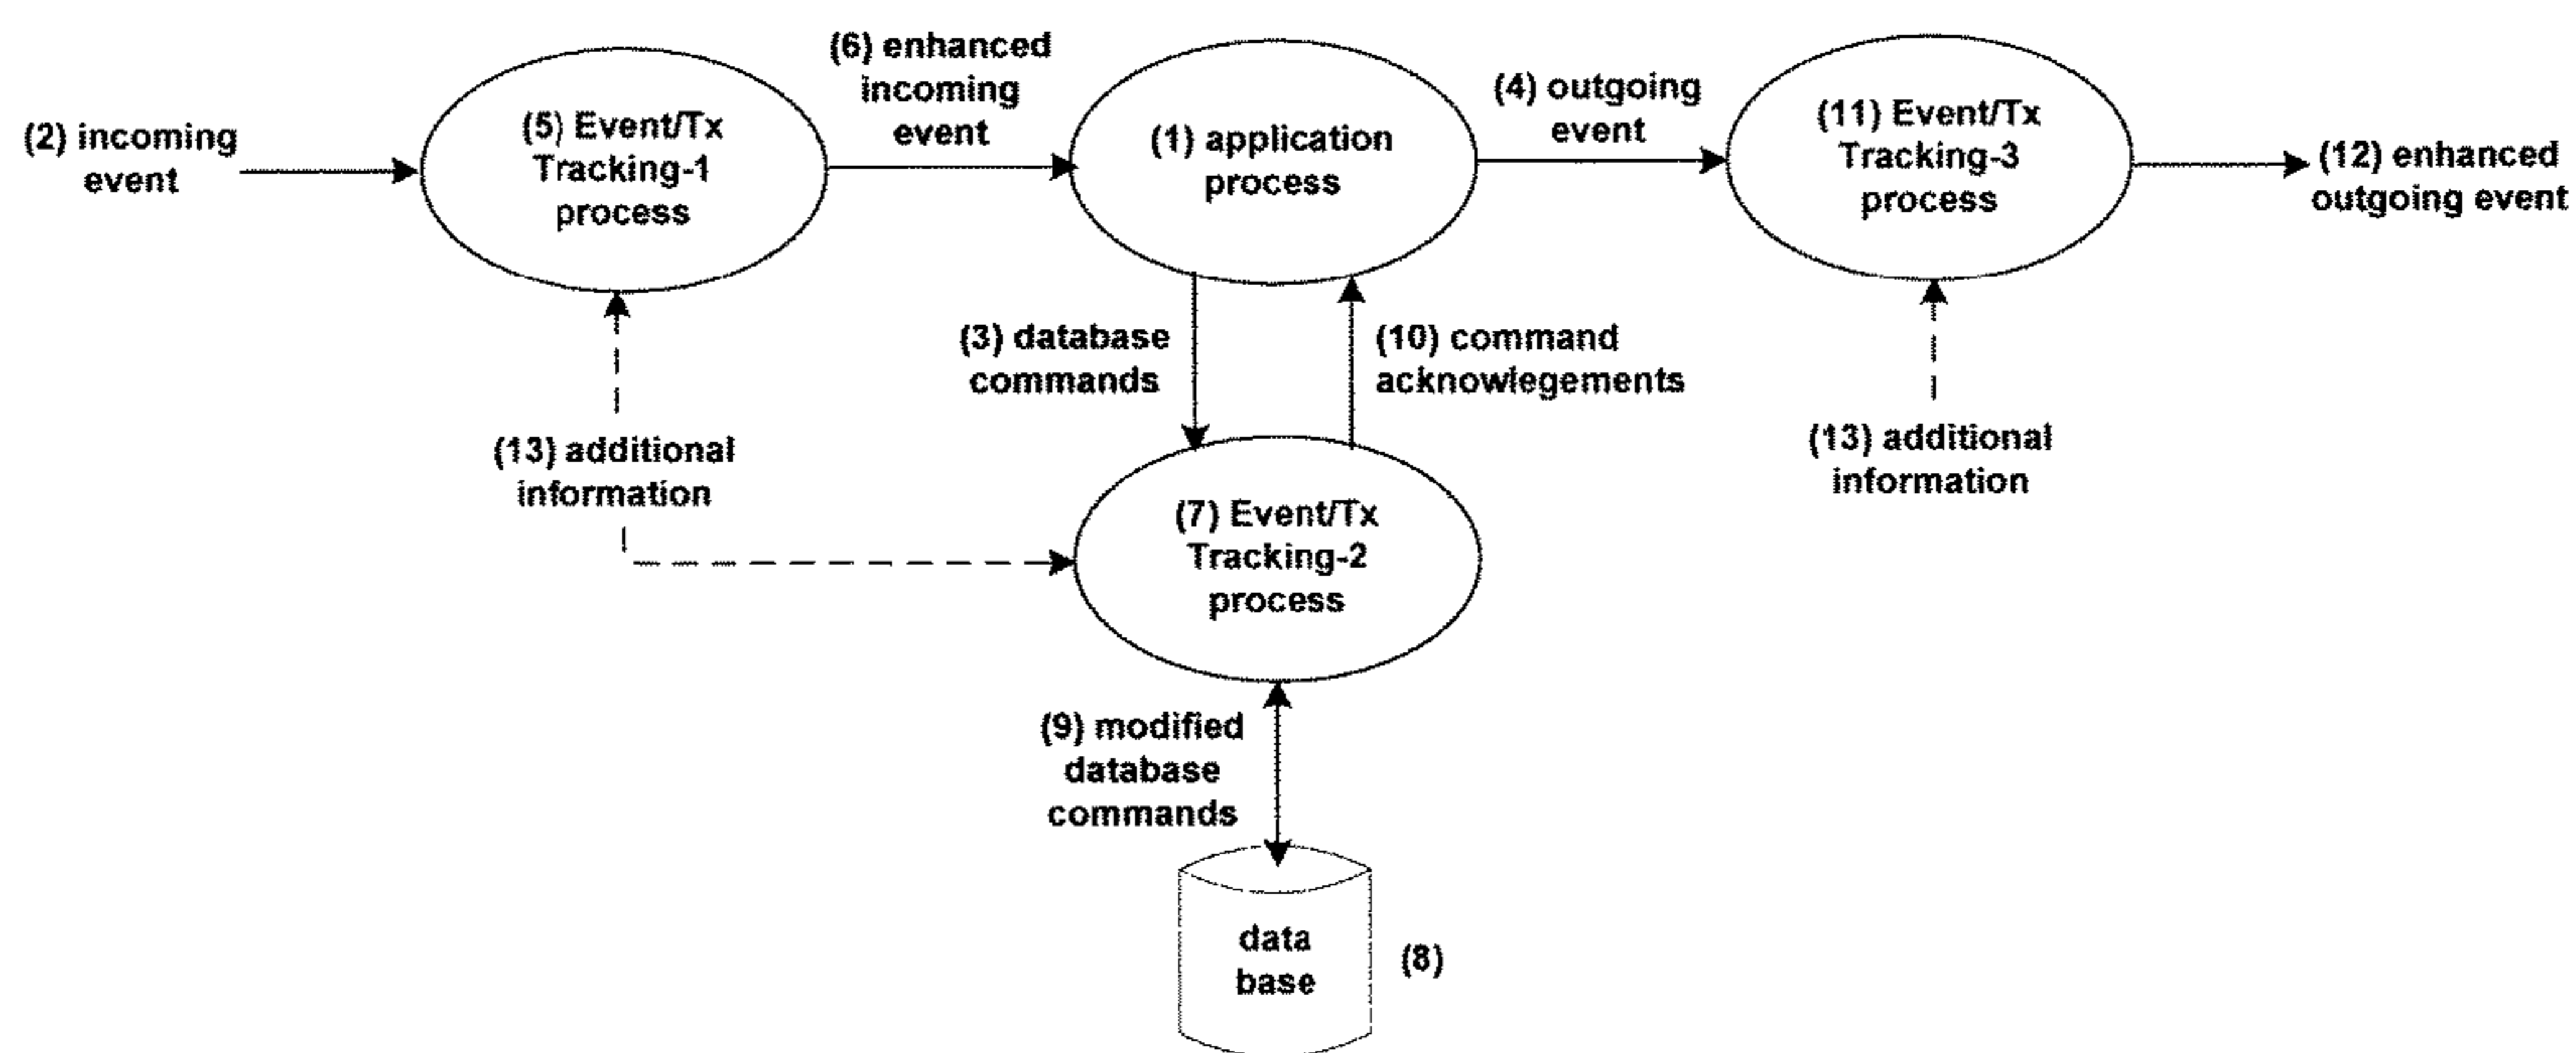 (2) incoming
event
(5) Event/Tx
Tracking-1
process
(6) enhanced
incoming
event
(1) application
process
(4) outgoing
event
(11) Event/Tx
Tracking-3
process
(12) enhanced
outgoing event
(3) database
commands
(10) command
acknowlegements
(13) additional
information
(13) additional
information
(7) Event/Tx
Tracking-2
process
(9) modified
database
commands
data
base
(8)